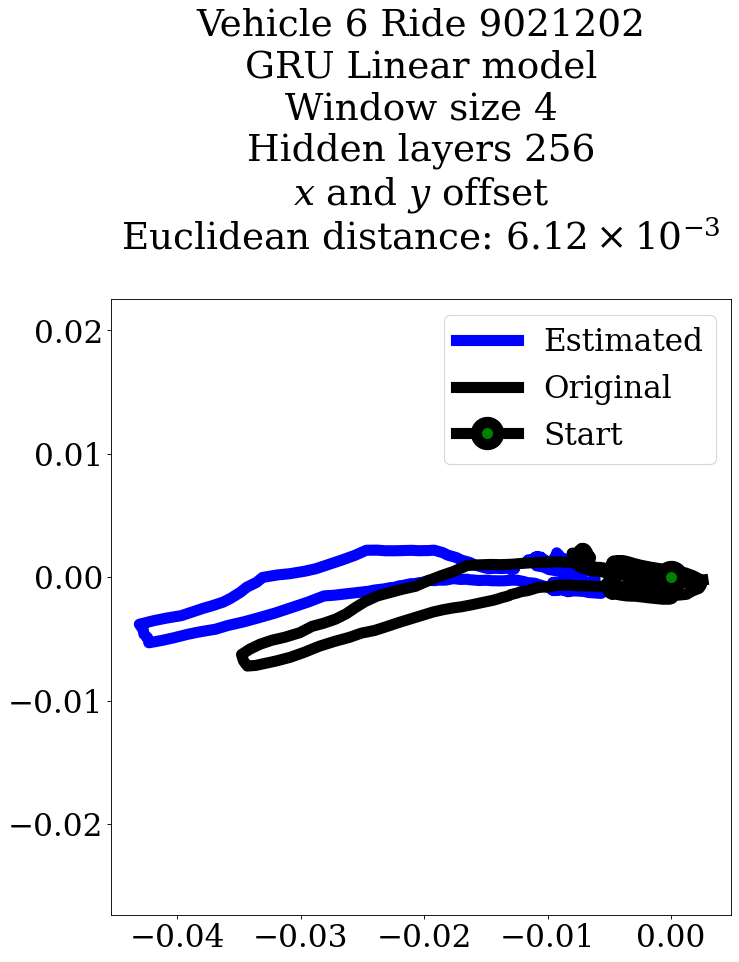 Vehicle 6 Ride 9021202
GRU Linear model
Window size 4
Hidden layers 256
x and y offset
Euclidean distance: 6.12 × 10⁻³
Estimated
Original
Start
0.02
0.01
0.00
−0.01
−0.02
−0.04 −0.03 −0.02 −0.01 0.00